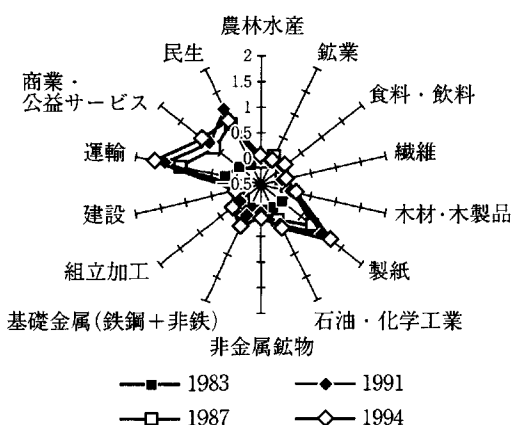 農林水産
鉱業
食料・飲料
繊維
木材・木製品
製紙
石油・化学工業
非金属鉱物
基礎金属(鉄鋼+非鉄)
組立加工
建設
運輸
商業・
公益サービス
民生
2
1.5
1
0.5
0
0.5
1983
1991
1987
1994